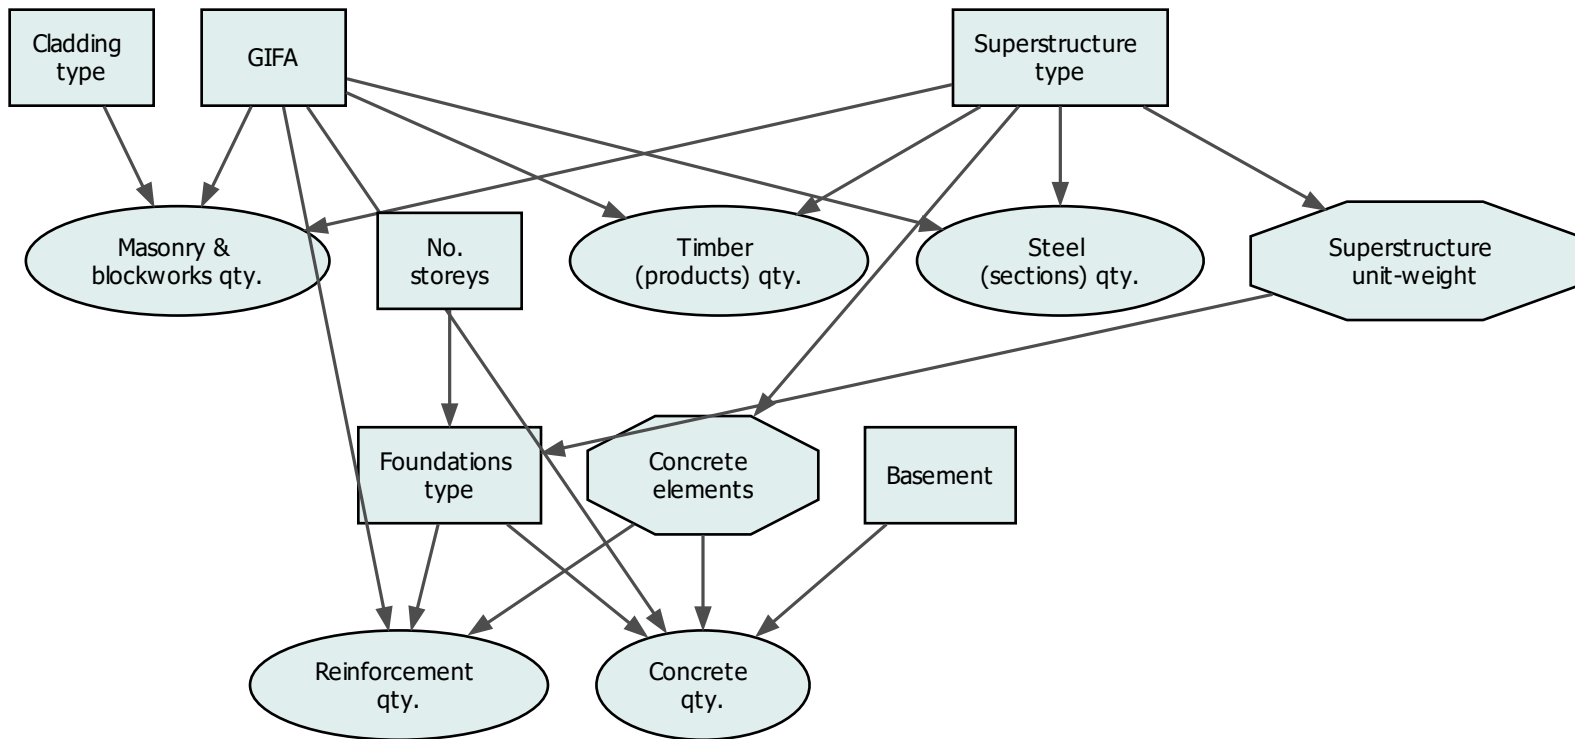 Cladding
type
GIFA
Superstructure
type
Masonry &
blockworks qty.
No.
storeys
Timber
(products) qty.
Steel
(sections) qty.
Superstructure
unit-weight
Foundations
type
Concrete
elements
Basement
Reinforcement
qty.
Concrete
qty.